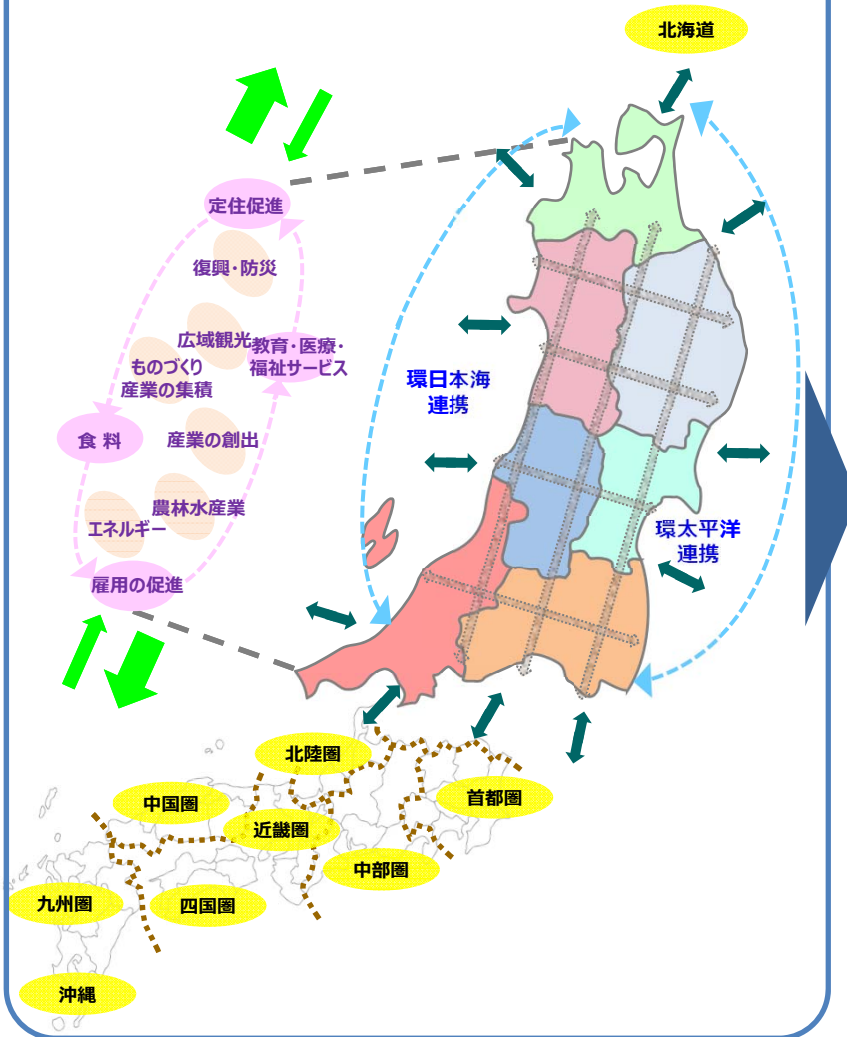 北海道
定住促進
復興・防災
広域観光
教育・医療・
福祉サービス
ものづくり
産業の集積
環日本海
連携
食 料
産業の創出
農林水産業
エネルギー
環太平洋
連携
雇用の促進
北陸圏
中国圏
首都圏
近畿圏
中部圏
九州圏
四国圏
沖縄